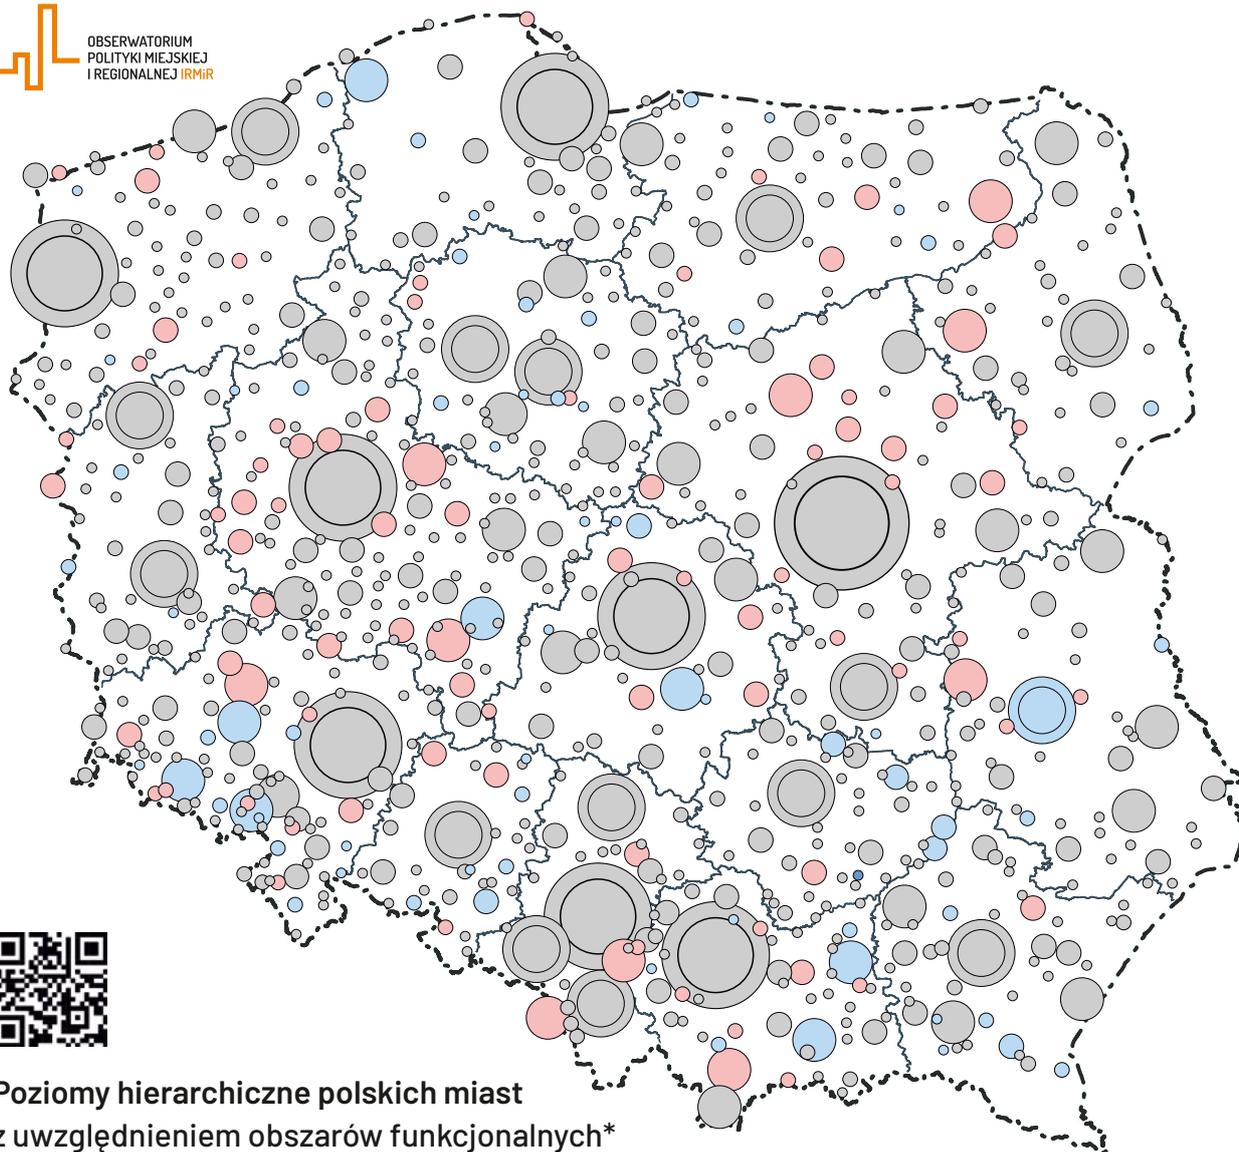 OBSERWATORIUM
POLITYKI MIEJSKIEJ
I REGIONALNEJ IRMiR
Poziomy hierarchiczne polskich miast
z uwzględnieniem obszarów funkcjonalnych*